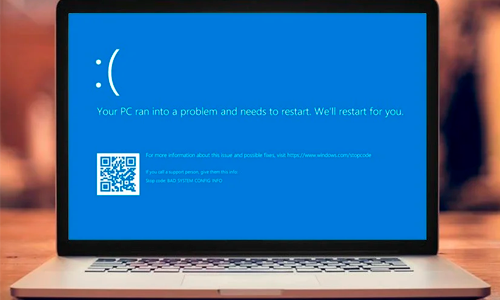 :(
Your PC ran into a problem and needs to restart. We'll restart for you.
For more information about this issue and possible fixes, visit https://www.windows.com/stopcode
If you call a support person, give them this info:
Stop code: BAD SYSTEM CONFIG INFO